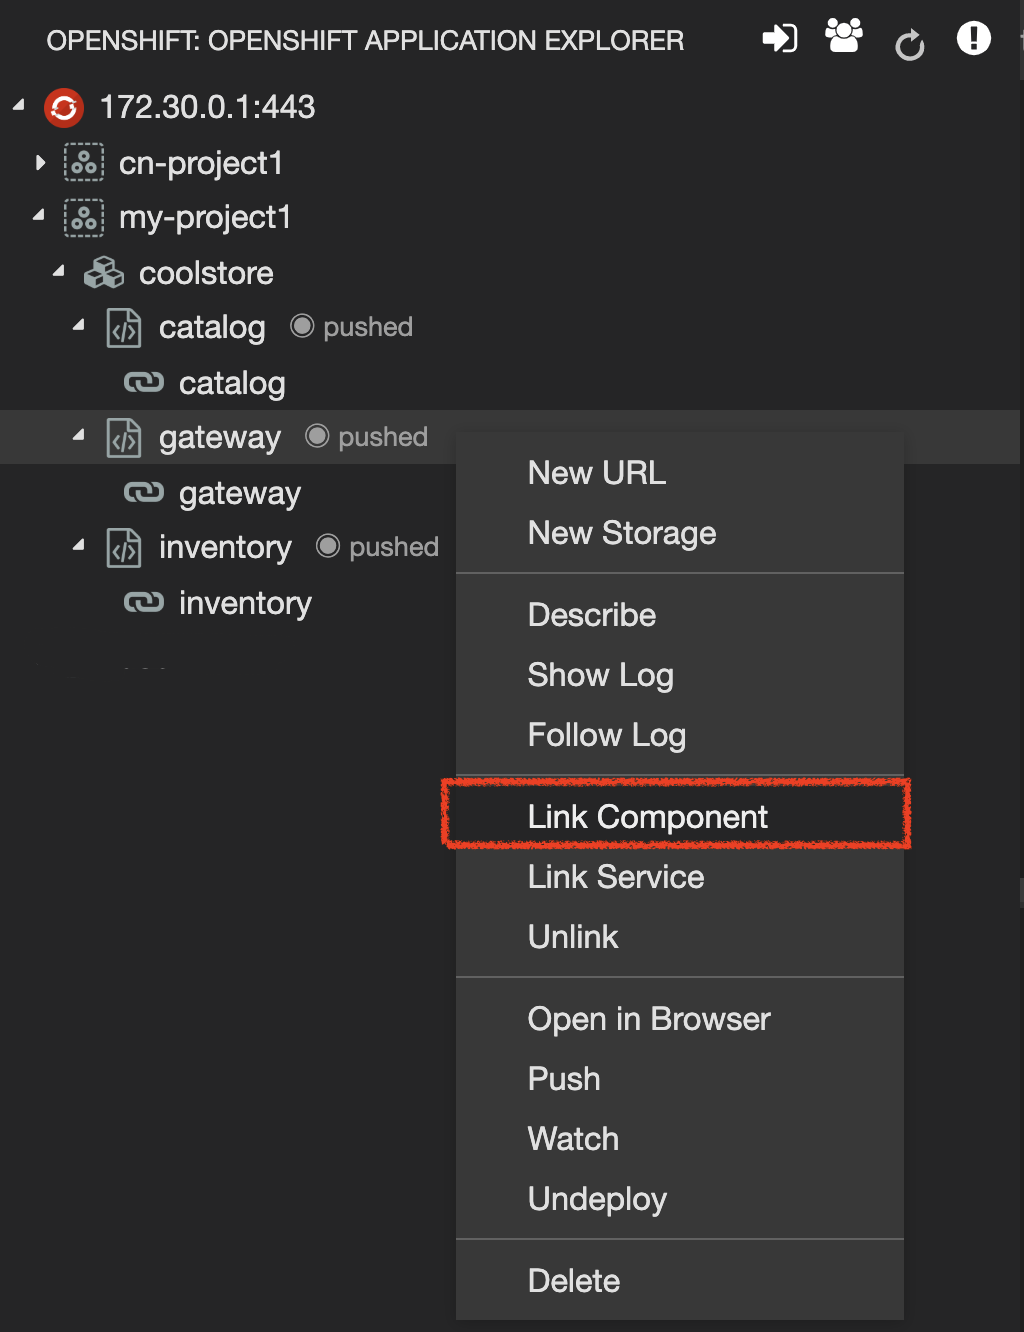 OPENSHIFT: OPENSHIFT APPLICATION EXPLORER
172.30.0.1:443
cn-project1
my-project1
coolstore
catalog pushed
catalog
gateway pushed
gateway
inventory pushed
inventory
New URL
New Storage
Describe
Show Log
Follow Log
Link Component
Link Service
Unlink
Open in Browser
Push
Watch
Undeploy
Delete